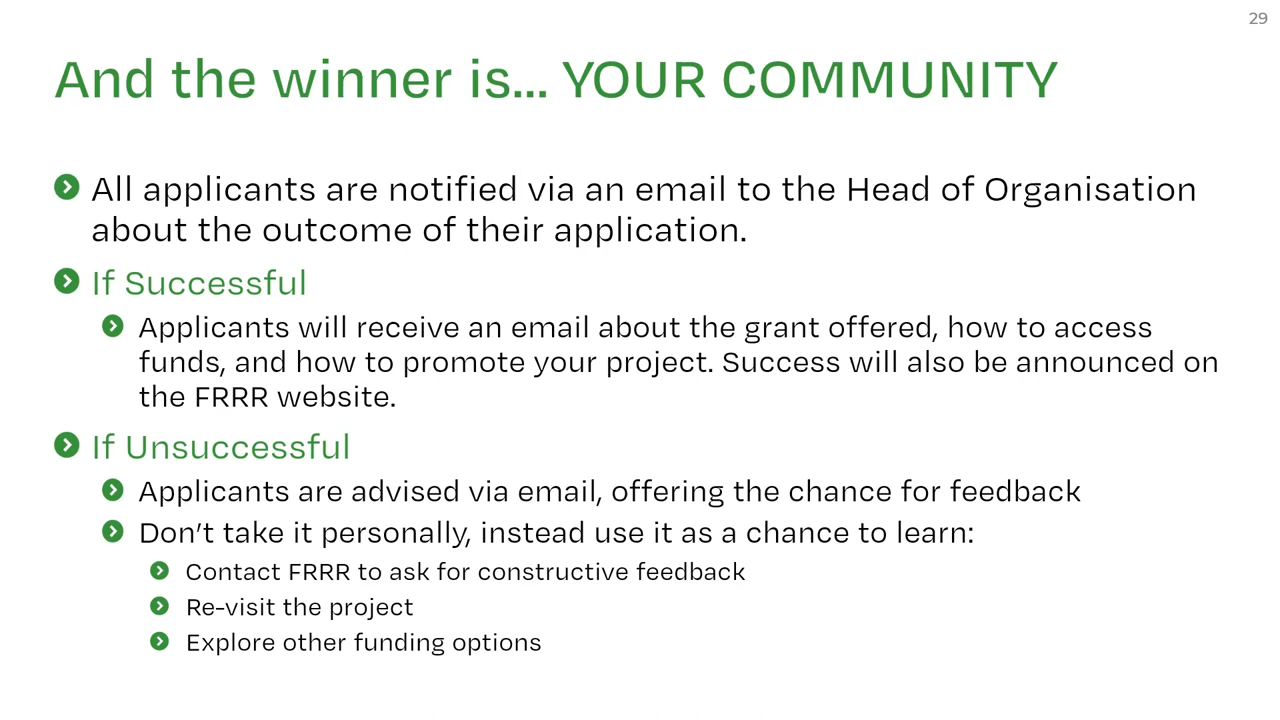 29
And the winner is... YOUR COMMUNITY
All applicants are notified via an email to the Head of Organisation
about the outcome of their application.
If Successful
Applicants will receive an email about the grant offered, how to access
funds, and how to promote your project. Success will also be announced on
the FRRR website.
If Unsuccessful
Applicants are advised via email, offering the chance for feedback
Don’t take it personally, instead use it as a chance to learn:
Contact FRRR to ask for constructive feedback
Re-visit the project
Explore other funding options